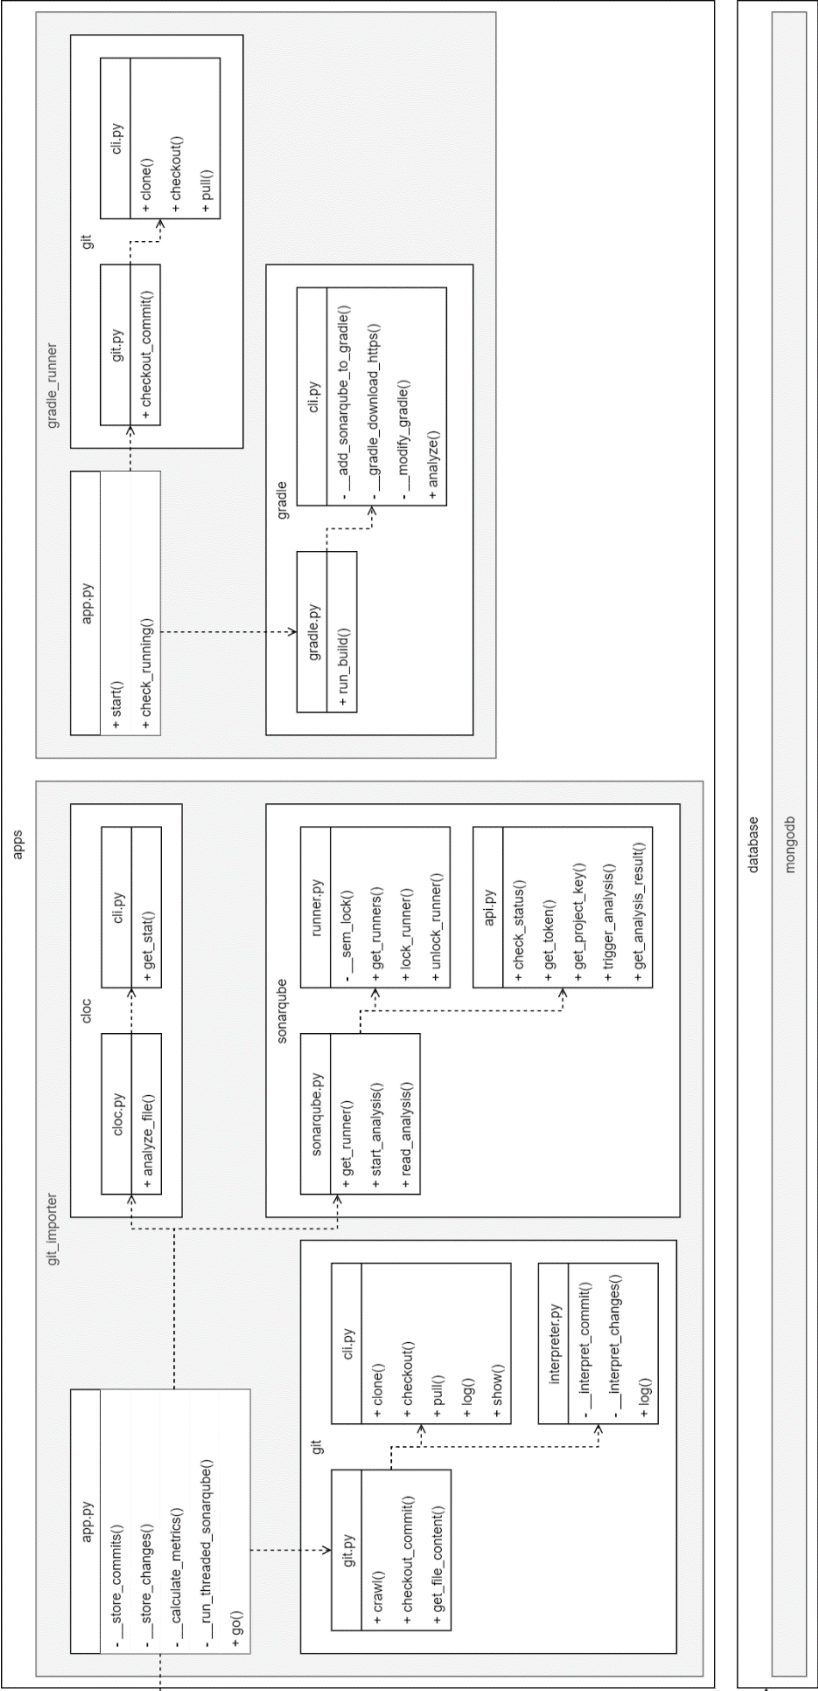 apps
git_importer
app.py
- __store_commits()
- __store_changes()
- __calculate_metrics()
- __run_threaded_sonarqube()
+ go()
cloc
cloc.py
+ analyze_file()
cli.py
+ get_stat()
git
git.py
+ crawl()
+ checkout_commit()
+ get_file_content()
cli.py
+ clone()
+ checkout()
+ pull()
+ log()
+ show()
interpreter.py
- __interpret_commit()
- __interpret_changes()
+ log()
sonarqube
sonarqube.py
+ get_runner()
+ start_analysis()
+ read_analysis()
runner.py
- __sem_lock()
+ get_runners()
+ lock_runner()
+ unlock_runner()
api.py
+ check_status()
+ get_token()
+ get_project_key()
+ trigger_analysis()
+ get_analysis_result()
gradle_runner
app.py
+ start()
+ check_running()
git
git.py
+ checkout_commit()
cli.py
+ clone()
+ checkout()
+ pull()
gradle
gradle.py
+ run_build()
cli.py
- __add_sonarqube_to_gradle()
- __gradle_download_https()
- __modify_gradle()
+ analyze()
database
mongodb